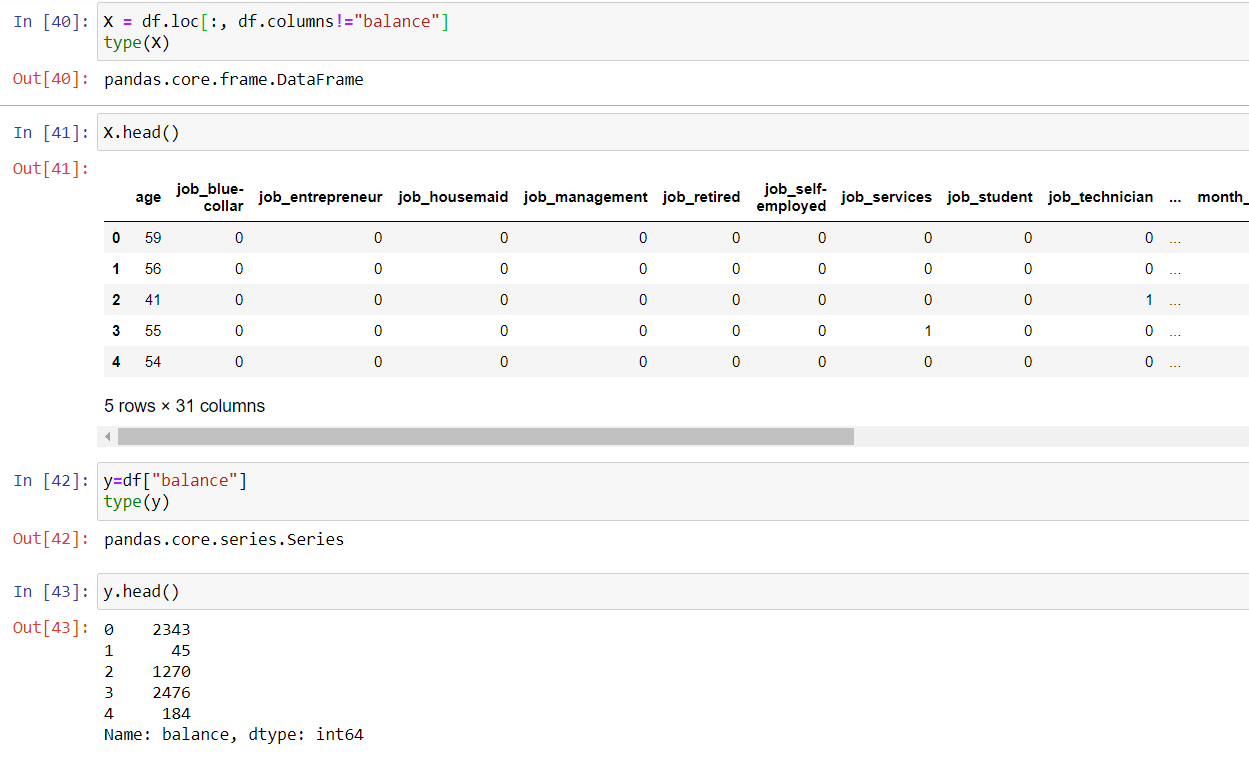 In [40]: X = df.loc[:, df.columns!="balance"]
type(X)
Out[40]: pandas.core.frame.DataFrame
In [41]: X.head()
Out[41]:
age job_blue-collar job_entrepreneur job_housemaid job_management job_retired job_self-employed job_services job_student job_technician ... month_
0 59 0 0 0 0 0 0 0 0 0 ...
1 56 0 0 0 0 0 0 0 0 0 ...
2 41 0 0 0 0 0 0 0 0 1 ...
3 55 0 0 0 0 0 0 1 0 0 ...
4 54 0 0 0 0 0 0 0 0 0 ...
5 rows × 31 columns
In [42]: y=df["balance"]
type(y)
Out[42]: pandas.core.series.Series
In [43]: y.head()
Out[43]: 0 2343
1 45
2 1270
3 2476
4 184
Name: balance, dtype: int64